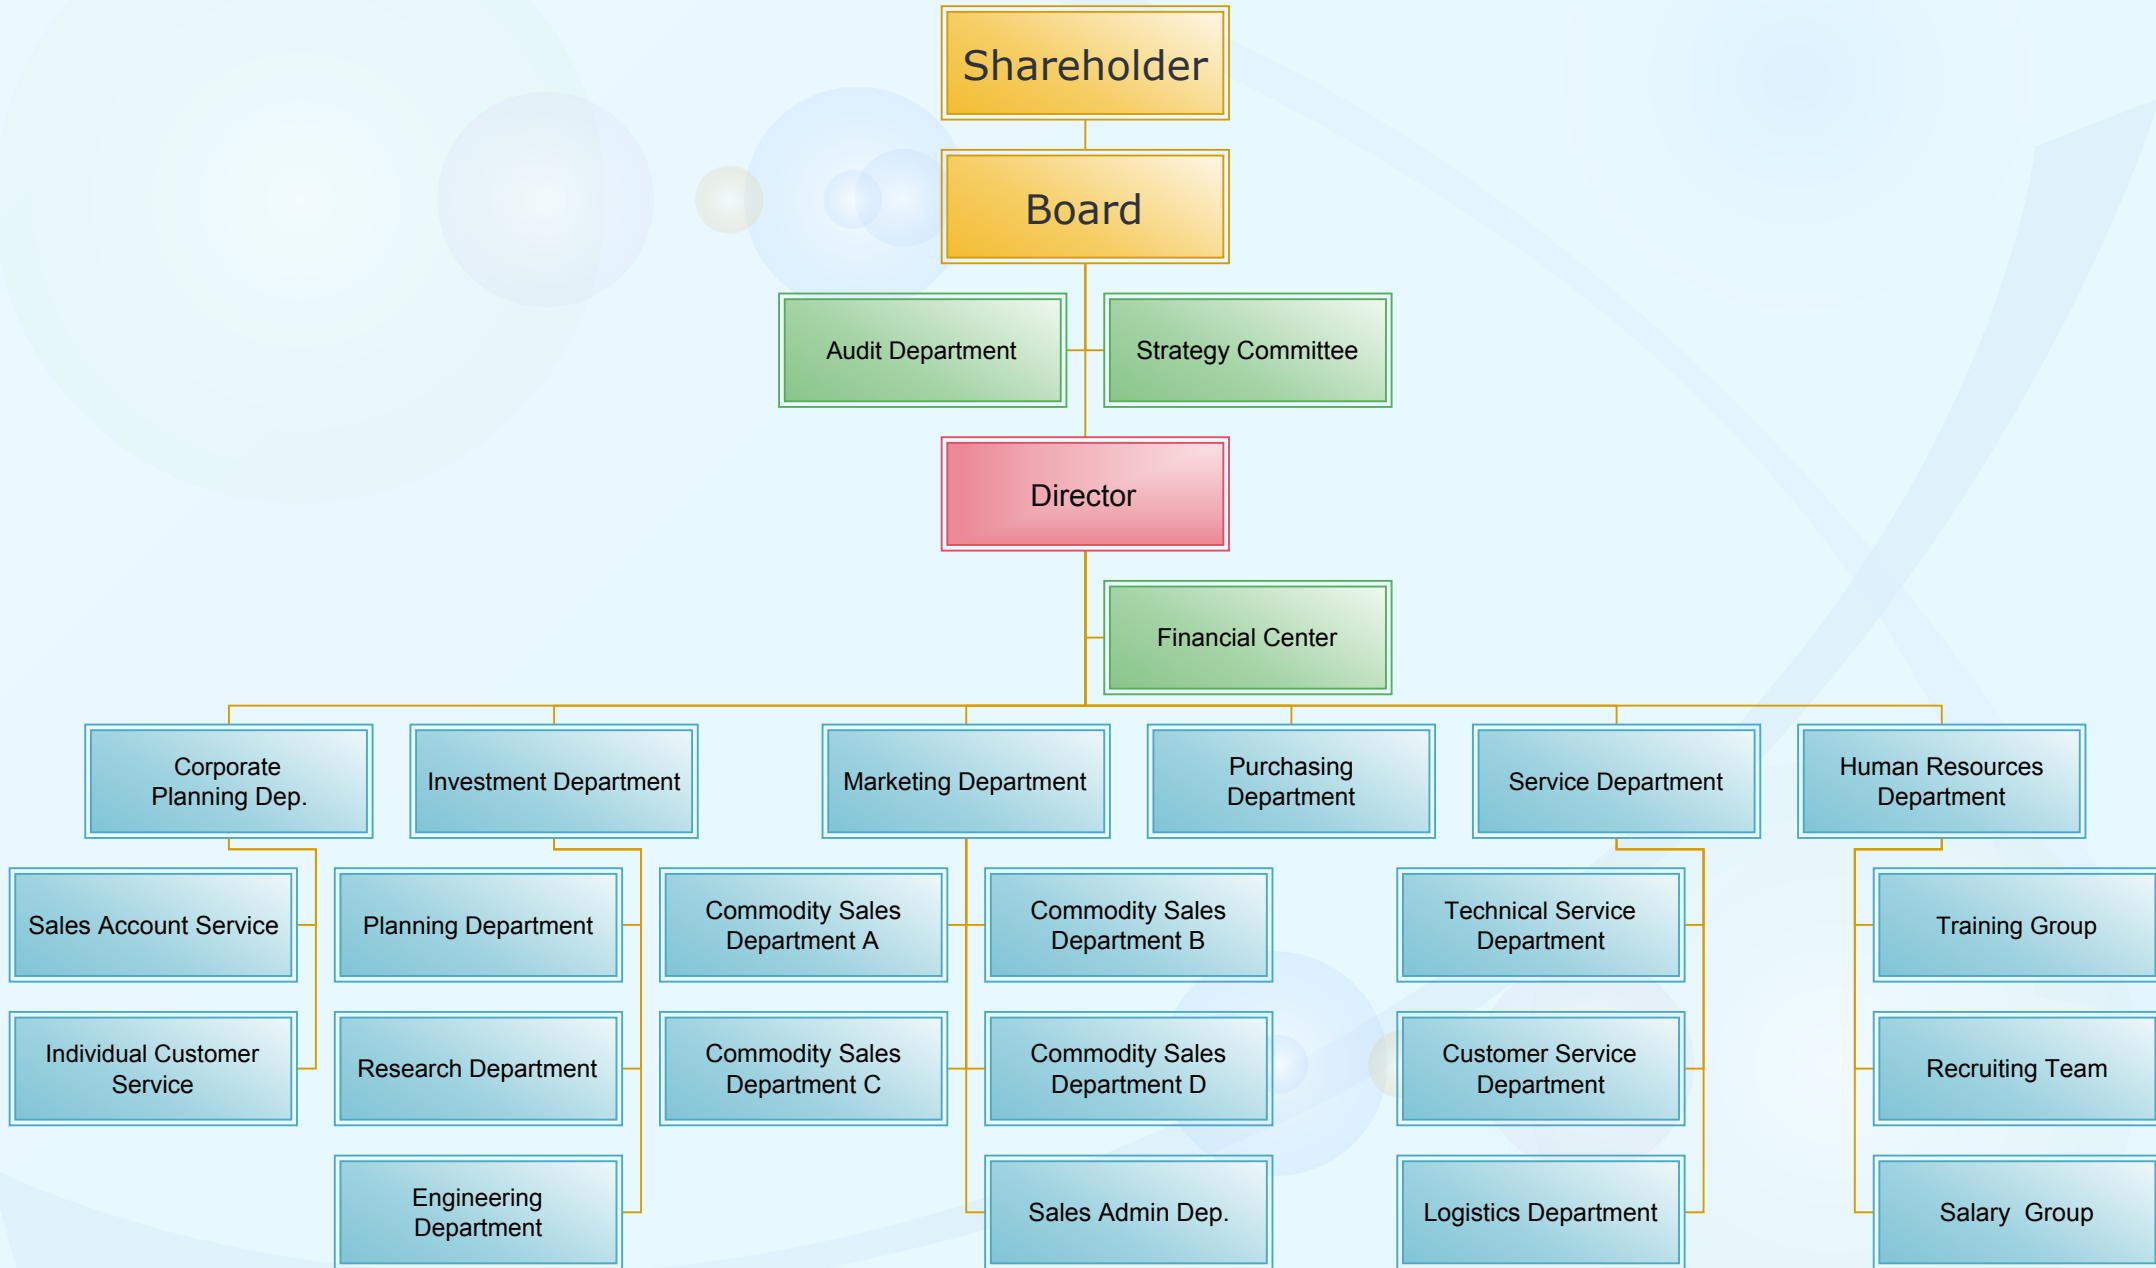 Shareholder
Board
Audit Department
Strategy Committee
Director
Financial Center
Corporate
Planning Dep.
Investment Department
Marketing Department
Purchasing
Department
Service Department
Human Resources
Department
Sales Account Service
Planning Department
Commodity Sales
Department A
Commodity Sales
Department B
Technical Service
Department
Training Group
Individual Customer
Service
Research Department
Commodity Sales
Department C
Commodity Sales
Department D
Customer Service
Department
Recruiting Team
Engineering
Department
Sales Admin Dep.
Logistics Department
Salary  Group